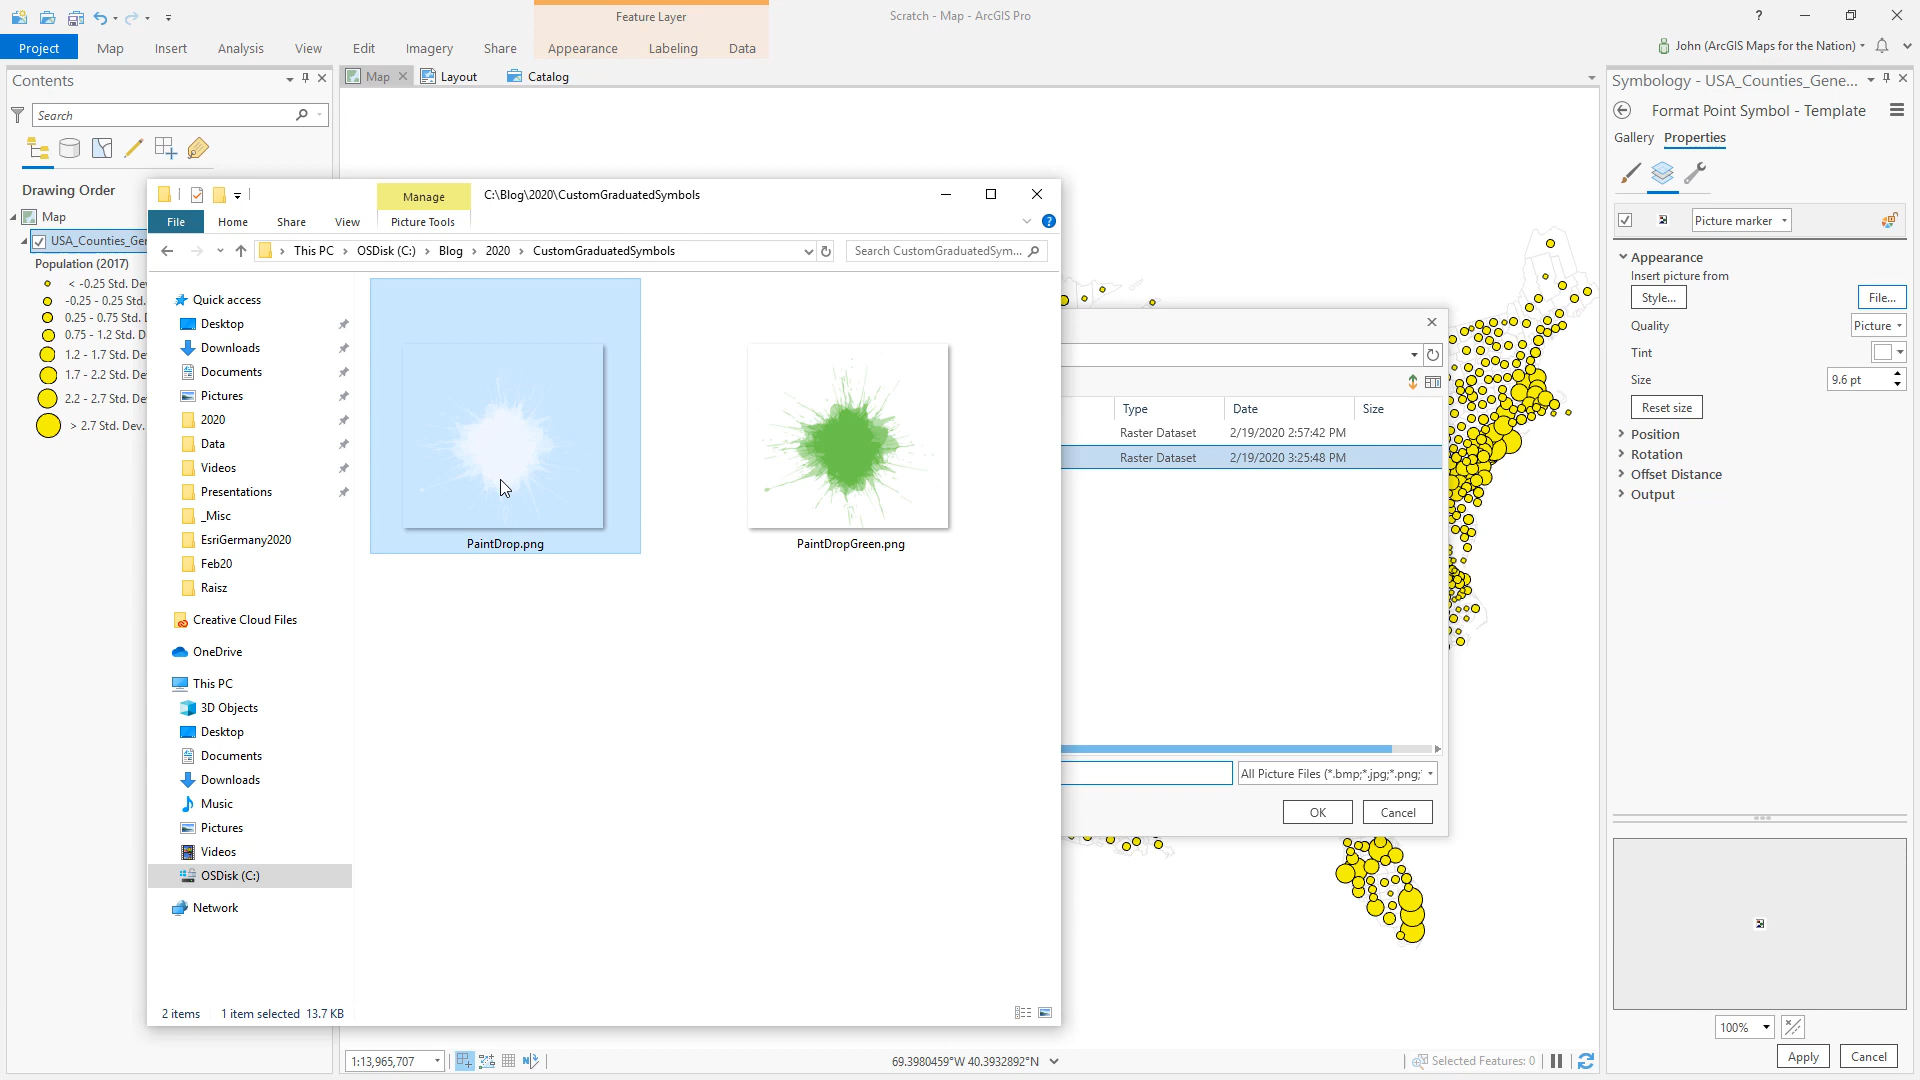 Feature Layer
Scratch - Map - ArcGIS Pro
?
Project
Map
Insert
Analysis
View
Edit
Imagery
Share
Appearance
Labeling
Data
John (ArcGIS Maps for the Nation)
Contents
Search
Drawing Order
Map
USA_Counties_Ger
Population (2017)
< -0.25 Std. De
-0.25 - 0.25 Std.
0.25 - 0.75 Std.
0.75 - 1.2 Std. D
1.2 - 1.7 Std. De
1.7 - 2.2 Std. De
2.2 - 2.7 Std. De
> 2.7 Std. Dev.
Map
Layout
Catalog
Manage
C:\Blog\2020\CustomGraduatedSymbols
File
Home
Share
View
Picture Tools
This PC
OSDisk (C:)
Blog
2020
CustomGraduatedSymbols
Search CustomGraduatedSym...
Quick access
Desktop
Downloads
Documents
Pictures
2020
Data
Videos
Presentations
_Misc
EsriGermany2020
Feb20
Raisz
Creative Cloud Files
OneDrive
This PC
3D Objects
Desktop
Documents
Downloads
Music
Pictures
Videos
OSDisk (C:)
Network
PaintDrop.png
PaintDropGreen.png
2 items
1 item selected 13.7 KB
Type
Date
Size
Raster Dataset
2/19/2020 2:57:42 PM
Raster Dataset
2/19/2020 3:25:48 PM
All Picture Files (*.bmp;*.jpg;*.png;
OK
Cancel
1:13,965,707
69.3980459°W 40.3932892°N
Selected Features: 0
Symbology - USA_Counties_Gene...
Format Point Symbol - Template
Gallery
Properties
Picture marker
Appearance
Insert picture from
Style...
File...
Quality
Picture
Tint
Size
9.6 pt
Reset size
Position
Rotation
Offset Distance
Output
100%
Apply
Cancel